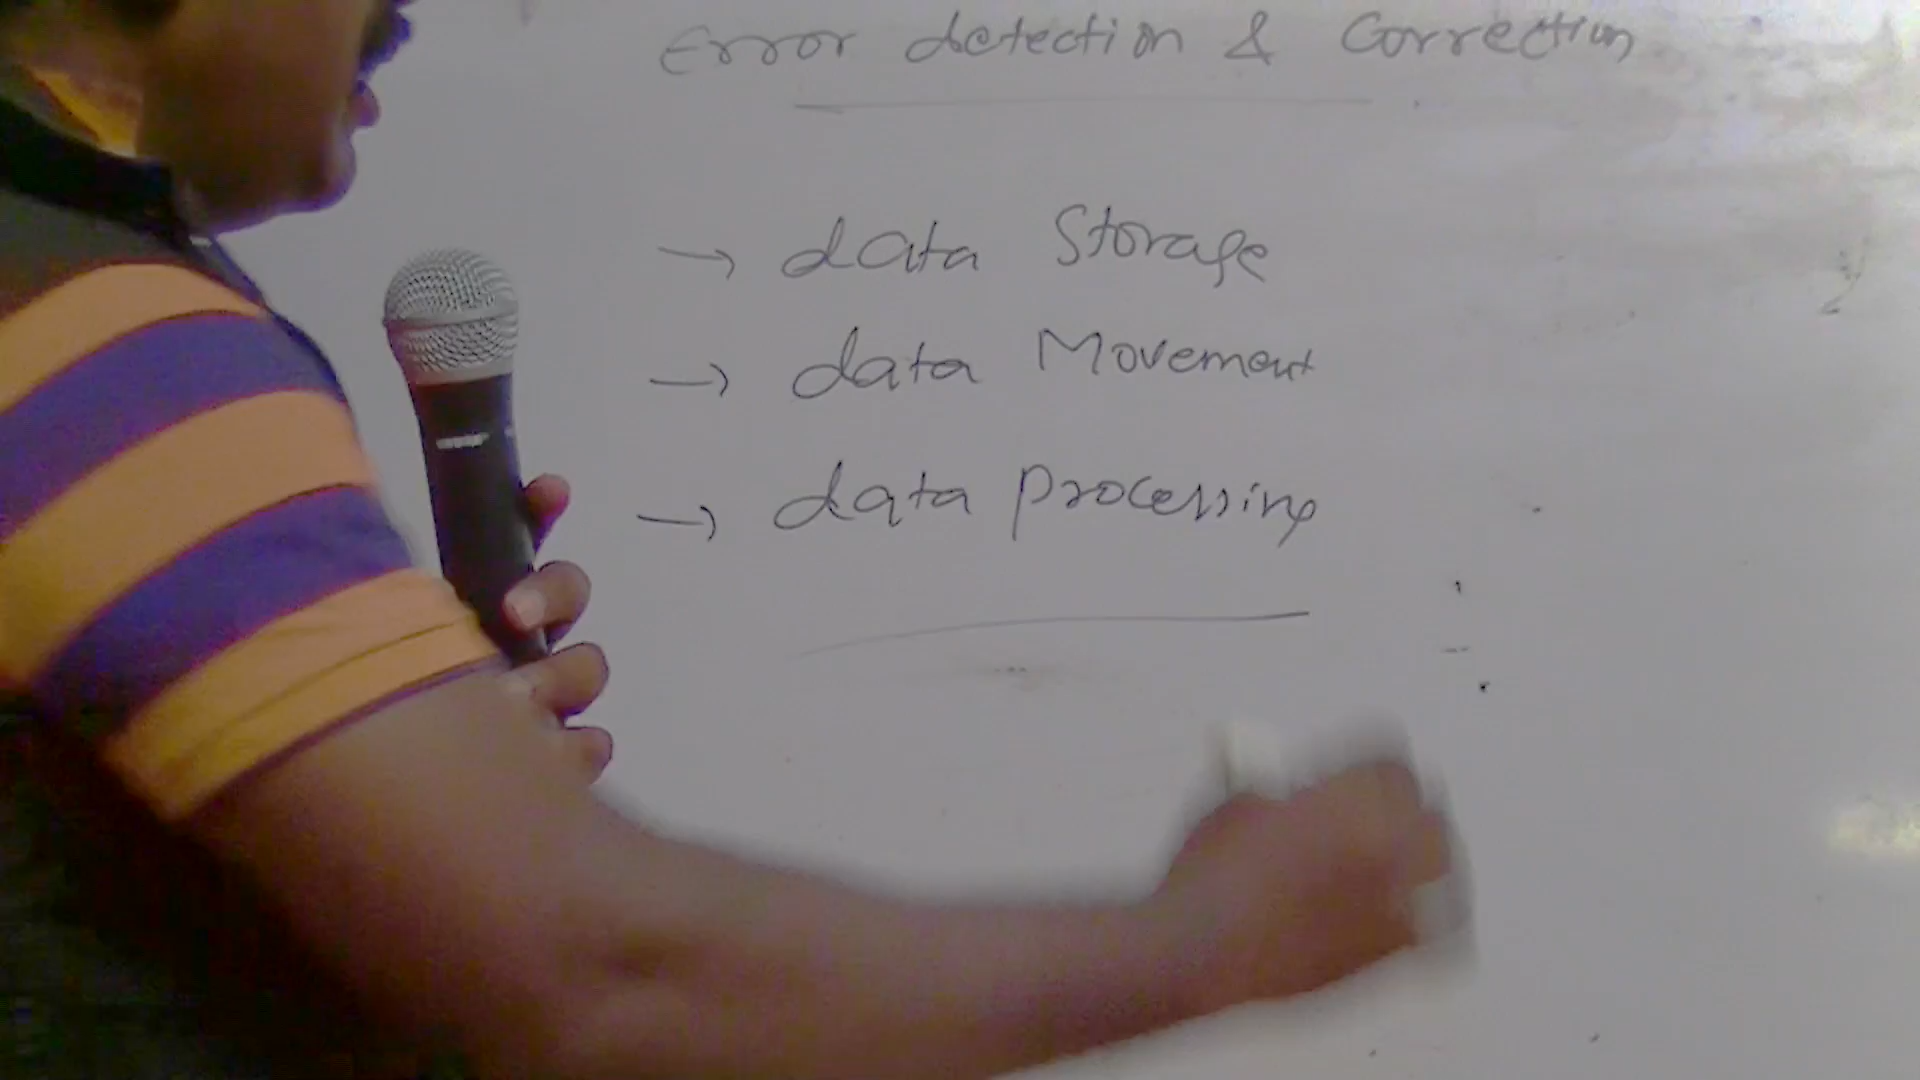 Error detection & Correction
→ data Storage
→ data Movement
→ data processing